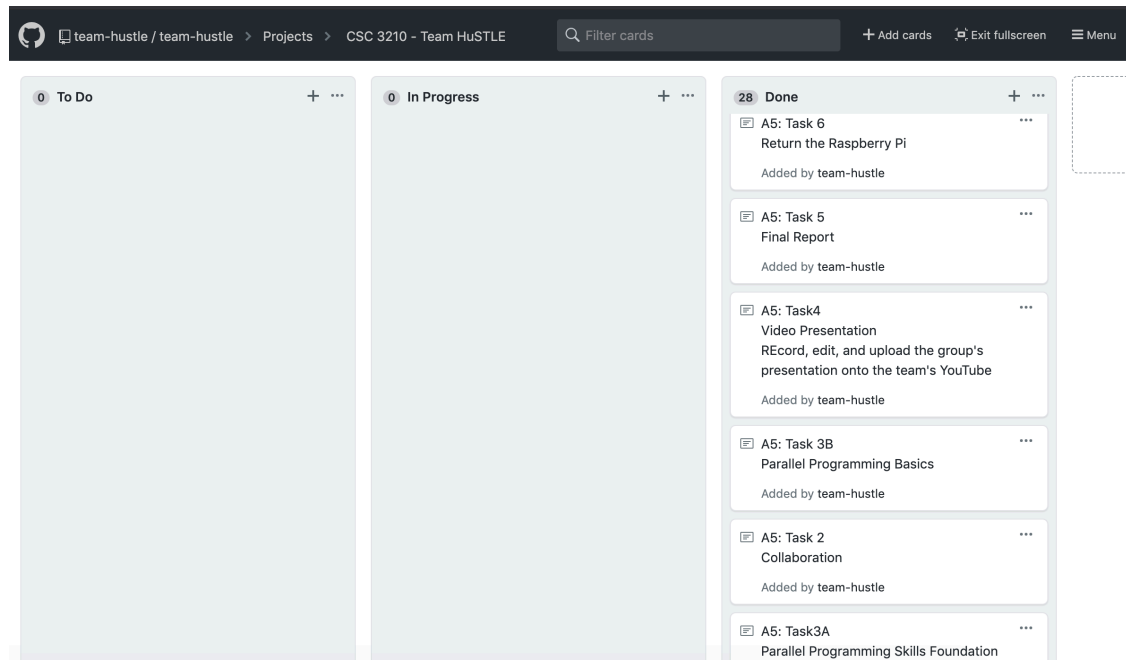 team-hustle / team-hustle > Projects > CSC 3210 - Team HuSTLE
Filter cards
+ Add cards
Exit fullscreen
Menu
0 To Do
0 In Progress
28 Done
A5: Task 6
Return the Raspberry Pi
Added by team-hustle
A5: Task 5
Final Report
Added by team-hustle
A5: Task4
Video Presentation
REcord, edit, and upload the group's
presentation onto the team's YouTube
Added by team-hustle
A5: Task 3B
Parallel Programming Basics
Added by team-hustle
A5: Task 2
Collaboration
Added by team-hustle
A5: Task3A
Parallel Programming Skills Foundation